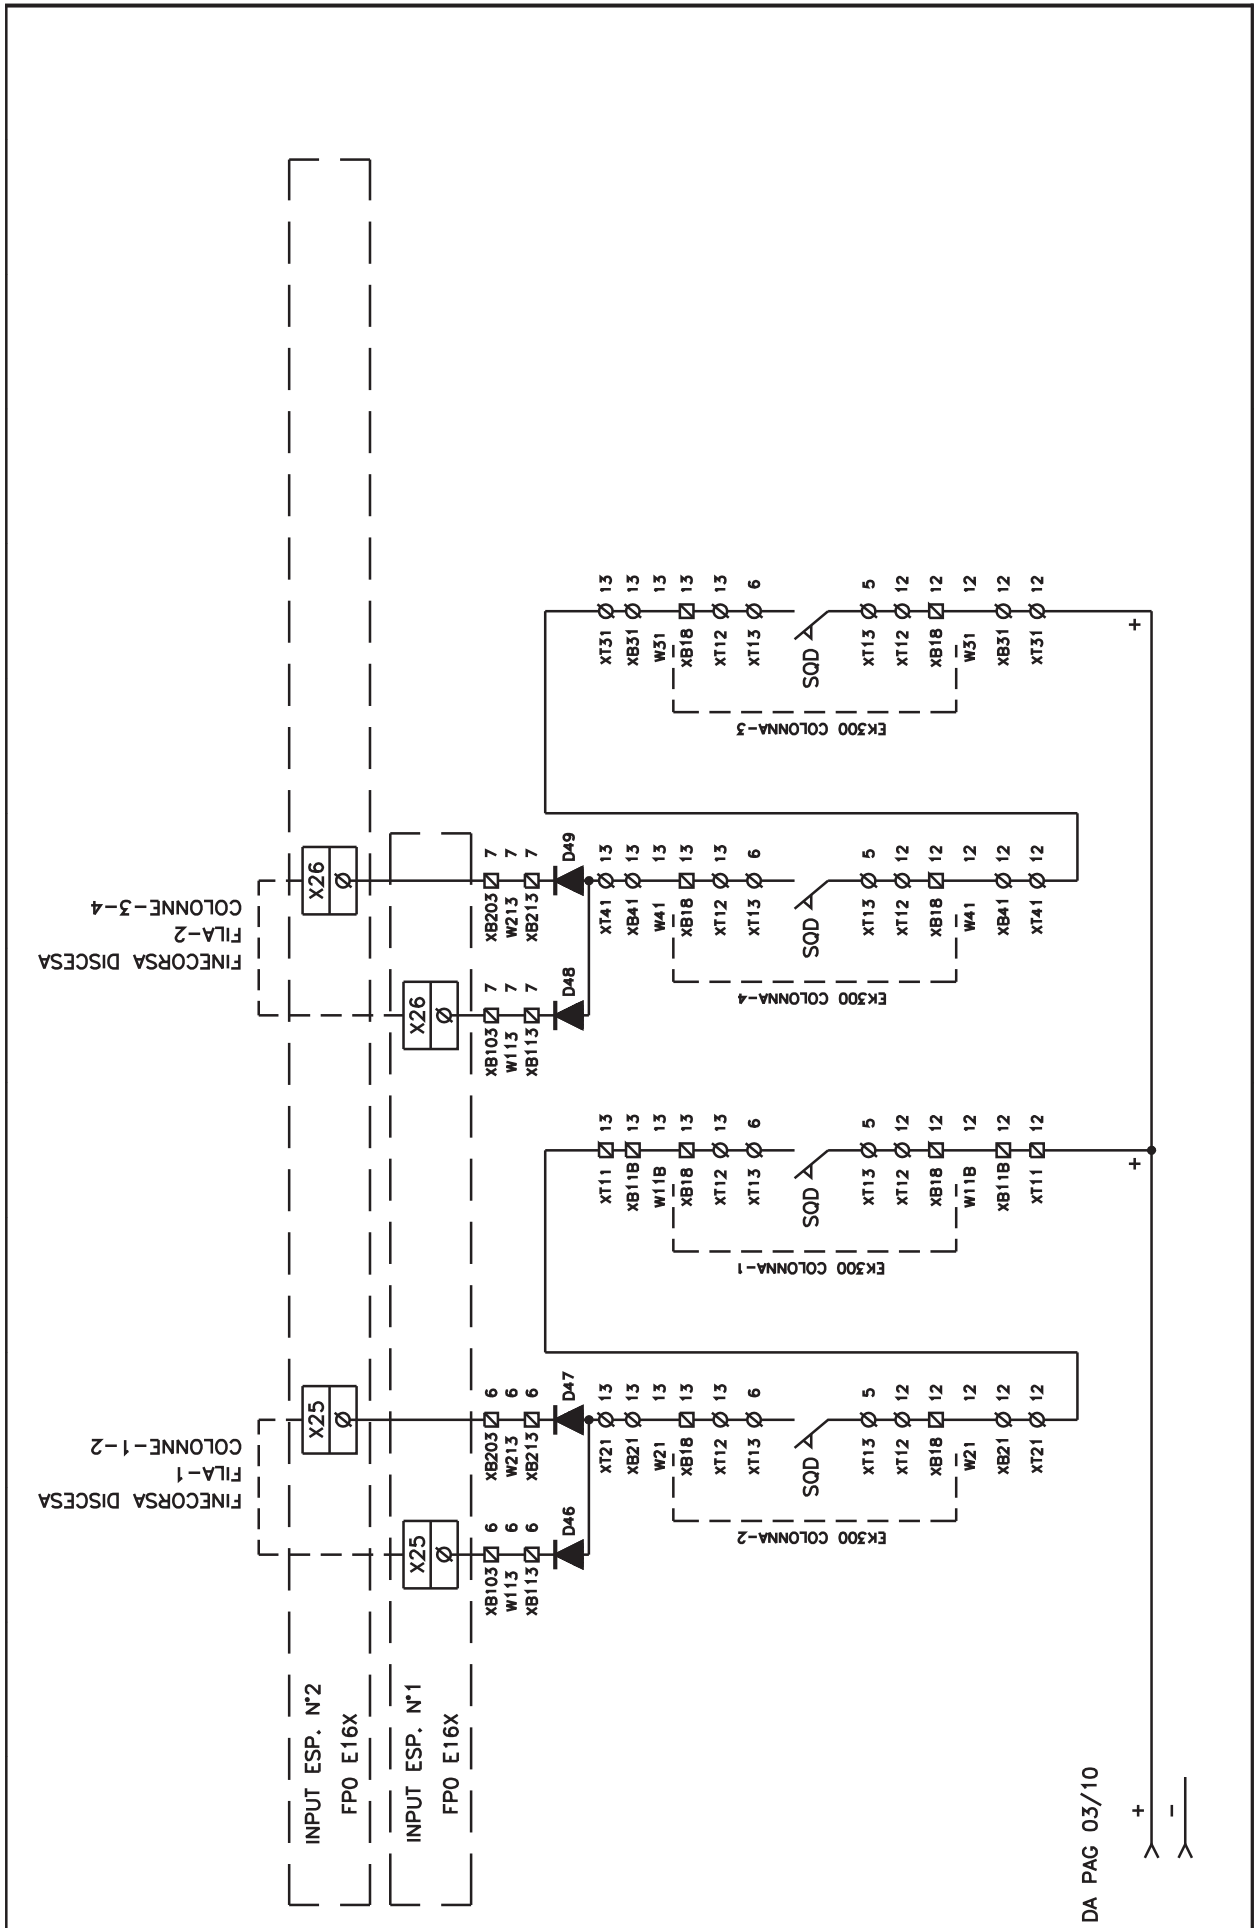 FINECORSA DISCESA
FILA-1
COLONNE-1-2
FINECORSA DISCESA
FILA-2
COLONNE-3-4
INPUT ESP. N°2
FPO E16X
X25
X26
INPUT ESP. N°1
FPO E16X
X25
X26
XB103 6
W113 6
XB113 6
D46
XB203 6
W213 6
XB213 6
D47
XB103 7
W113 7
XB113 7
D48
XB203 7
W213 7
XB213 7
D49
XT21 13
XB21 13
W21 13
XB18 13
XT12 13
XT13 6
SQD
XT13 5
XT12 12
XB18 12
W21 12
XB21 12
XT21 12
EK300 COLONNA-2
XT11 13
XB11B 13
W11B 13
XB18 13
XT12 13
XT13 6
SQD
XT13 5
XT12 12
XB18 12
W11B 12
XB11B 12
XT11 12
EK300 COLONNA-1
+
XT41 13
XB41 13
W41 13
XB18 13
XT12 13
XT13 6
SQD
XT13 5
XT12 12
XB18 12
W41 12
XB41 12
XT41 12
EK300 COLONNA-4
XT31 13
XB31 13
W31 13
XB18 13
XT12 13
XT13 6
SQD
XT13 5
XT12 12
XB18 12
W31 12
XB31 12
XT31 12
EK300 COLONNA-3
+
DA PAG 03/10
+
-